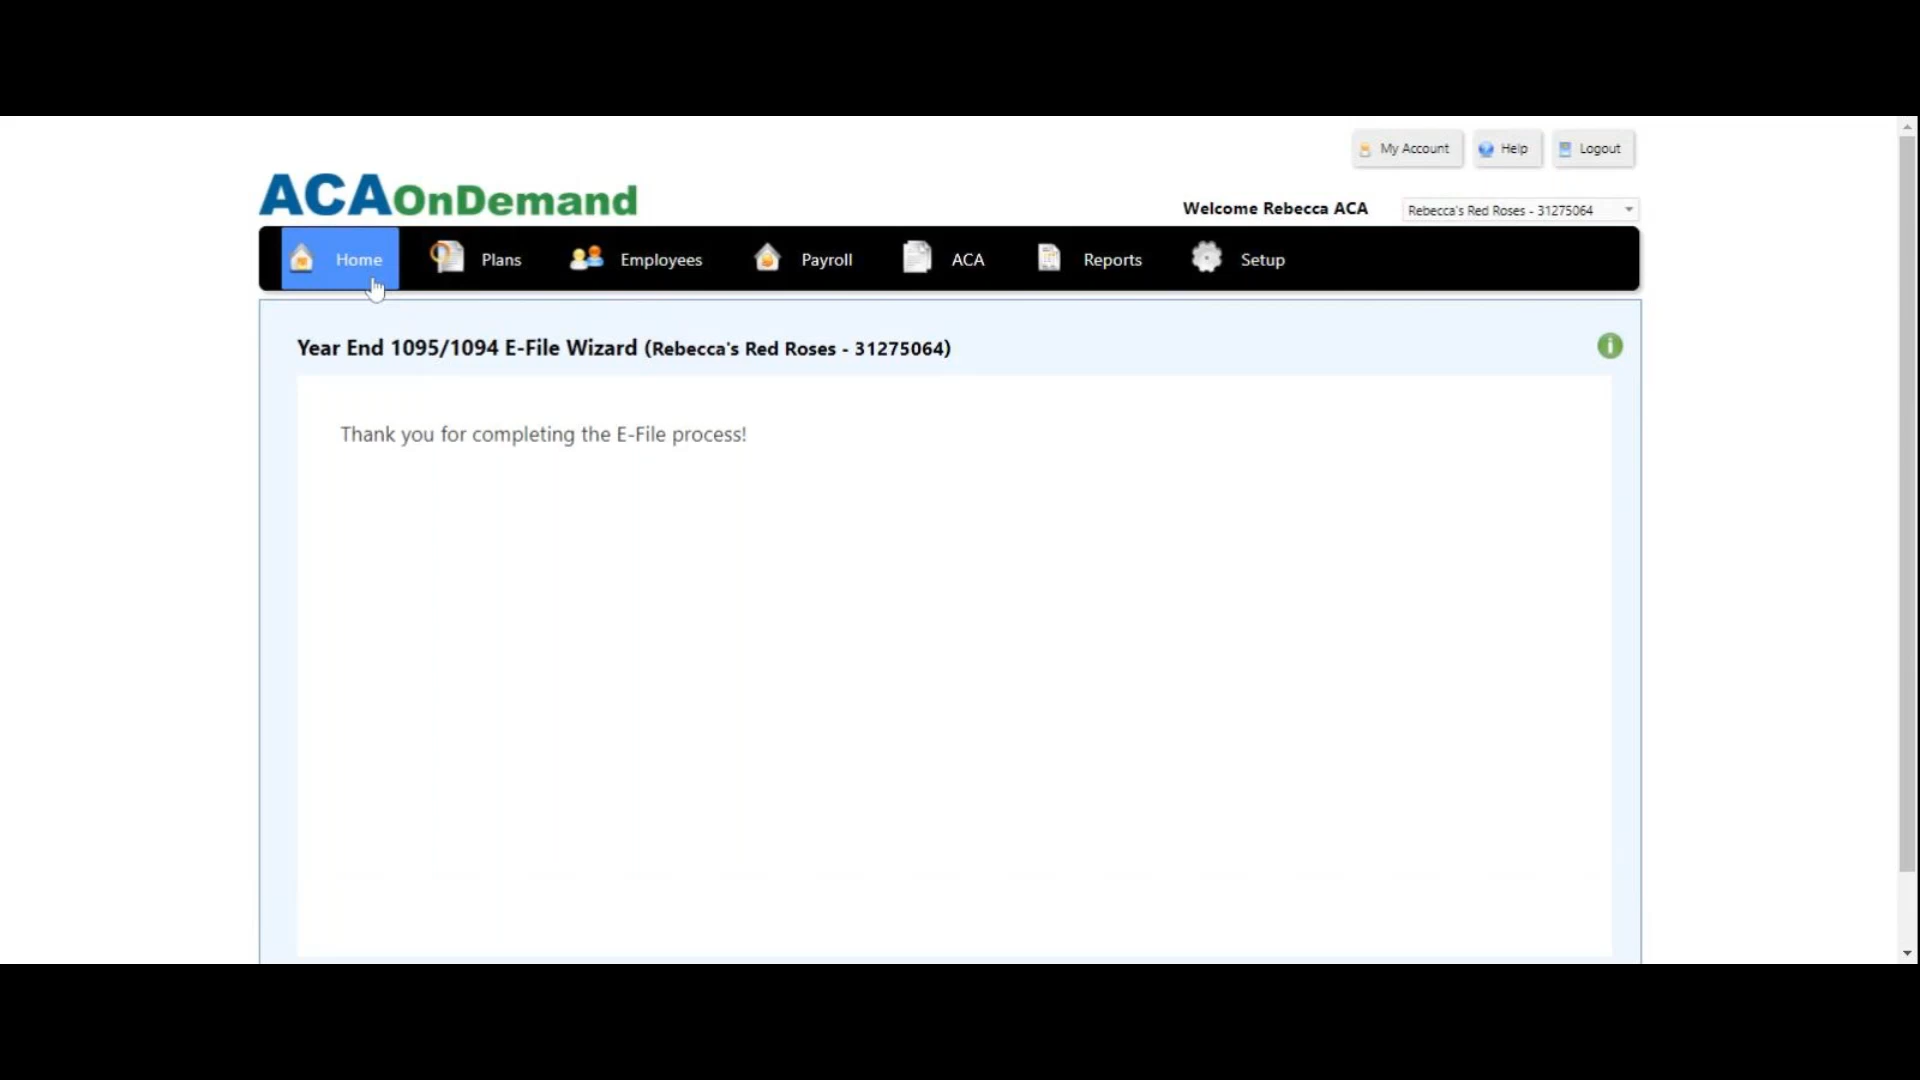 My Account Help Logout
ACAOnDemand
Welcome Rebecca ACA Rebecca's Red Roses - 31275064
Home Plans Employees Payroll ACA Reports Setup
Year End 1095/1094 E-File Wizard (Rebecca's Red Roses - 31275064)
i
Thank you for completing the E-File process!